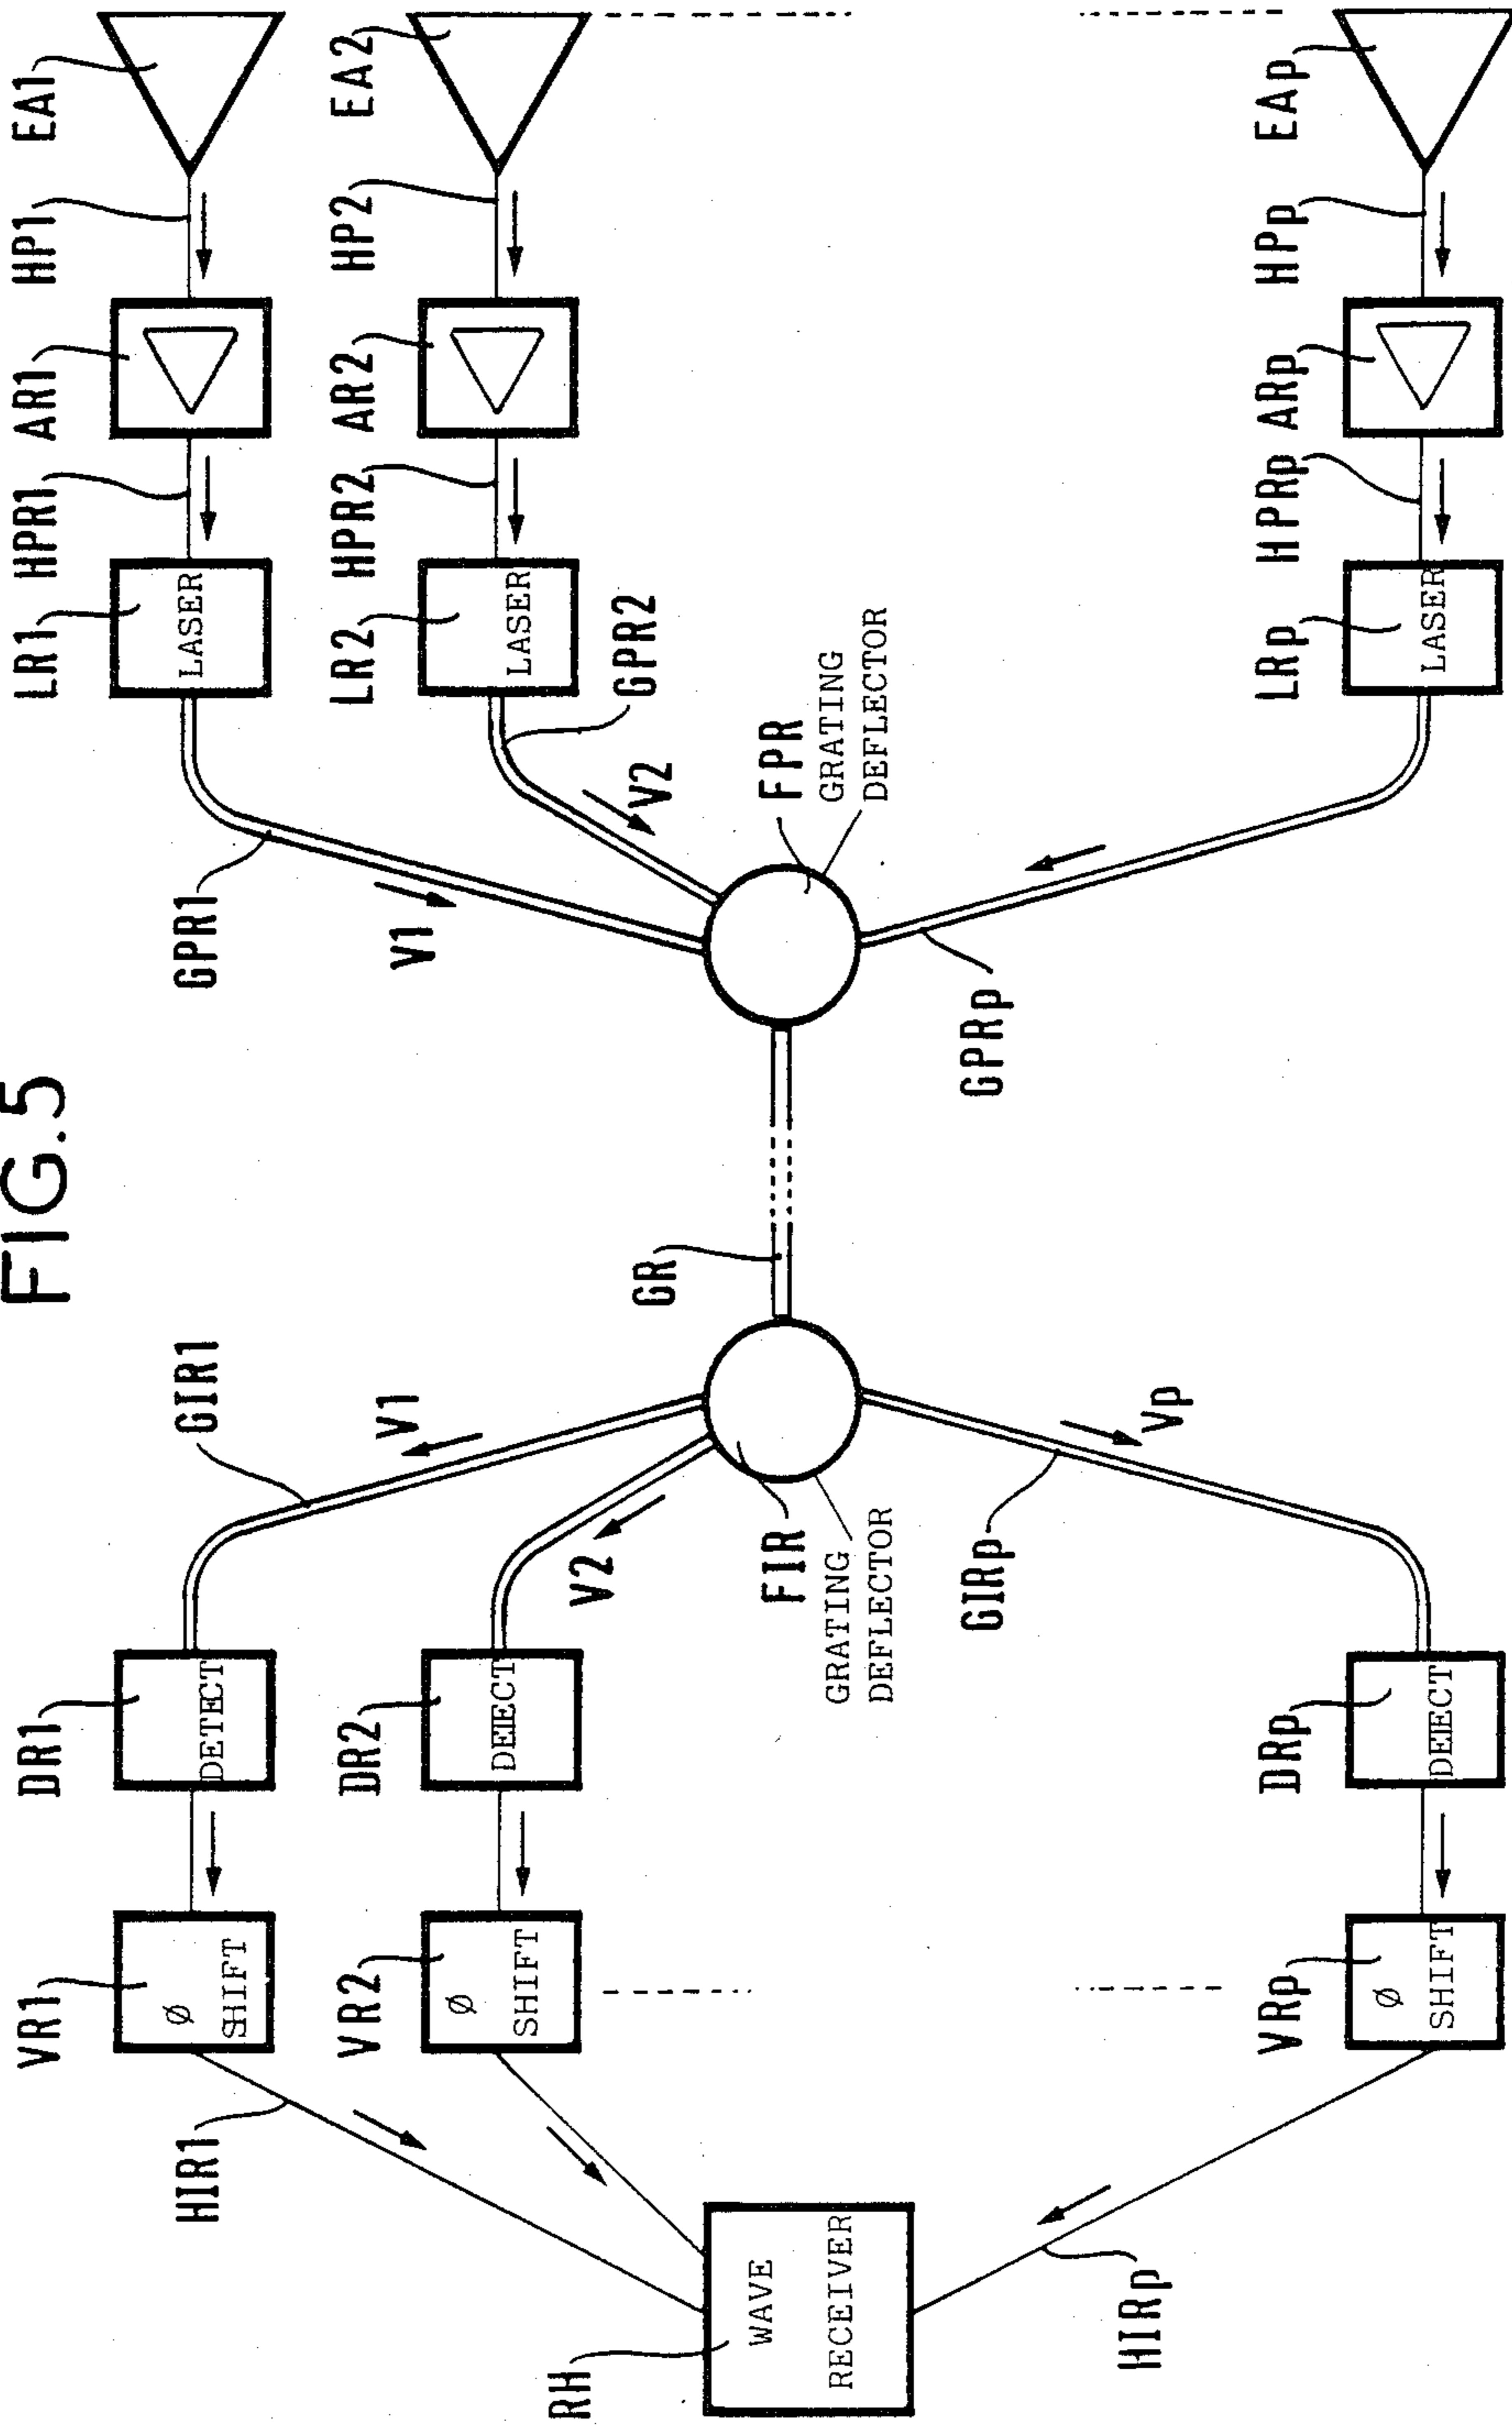 FIG.5
VR1 DR1 LR1 HPR1 AR1 HP1 EA1
Ø
SHIFT
DETECT
LASER
HIR1 GIR1 GPR1
V1 V1
VR2 DR2 LR2 HPR2 AR2 HP2 EA2
Ø
SHIFT
DETECT
LASER
V2 GPR2
V2
RH GR
WAVE
RECEIVER
FIR
GRATING
DEFLECTOR
FPR
GRATING
DEFLECTOR
GIRp GPRp
HIRp Vp
VRp DRp LRp HPRp ARp HPp EAp
Ø
SHIFT
DETECT
LASER